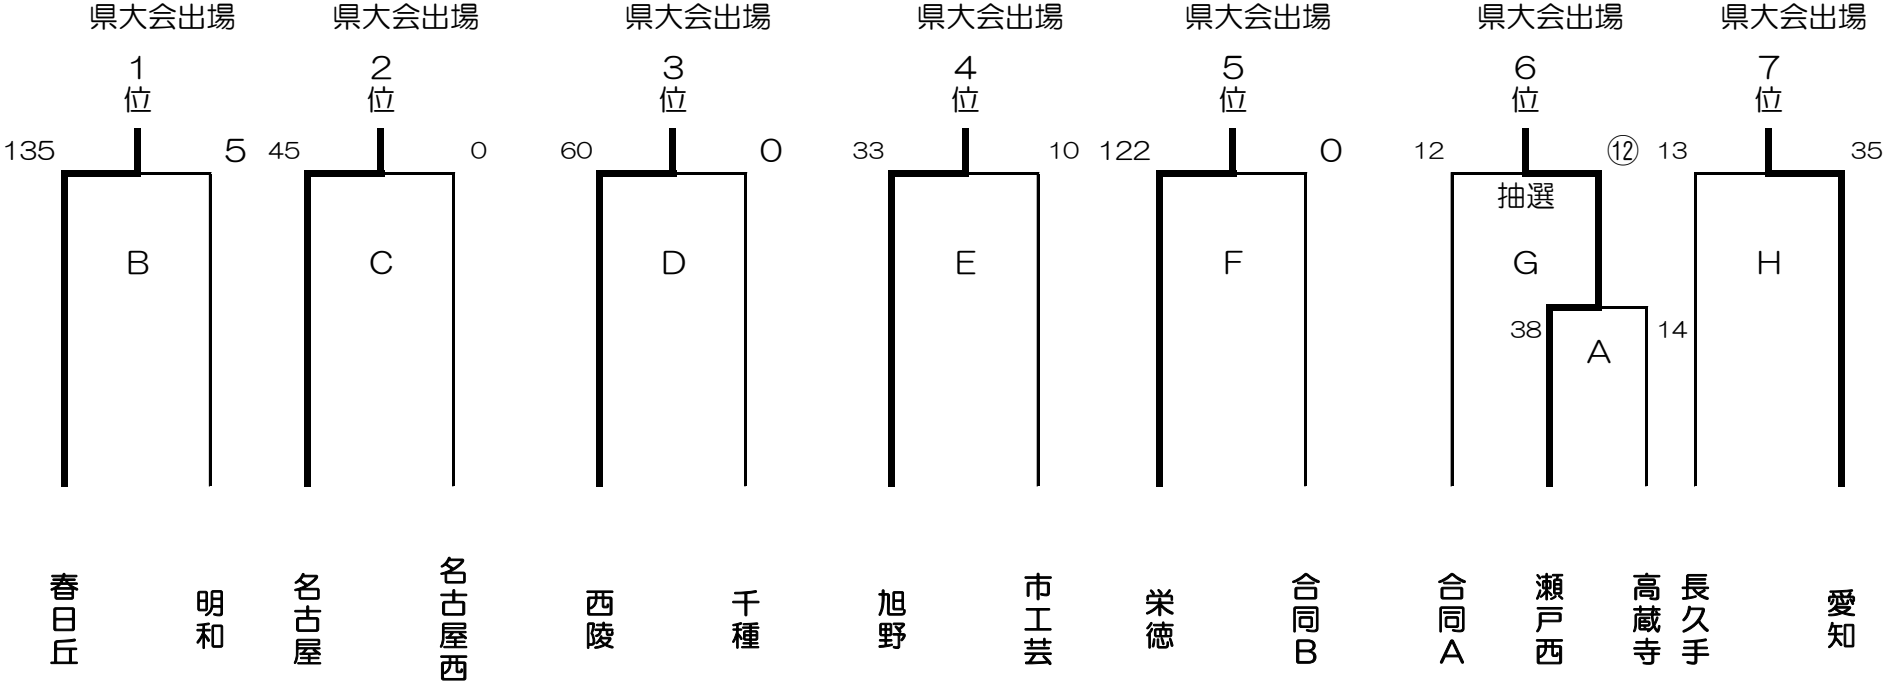 県大会出場 県大会出場 県大会出場 県大会出場 県大会出場 県大会出場 県大会出場
1位 2位 3位 4位 5位 6位 7位
135 5 45 0 60 0 33 10 122 0 12 ⑫ 13 35
抽選
B C D E F G H
38 14
A
春日丘
明和
名古屋
名古屋西
西陵
千種
旭野
市工芸
栄徳
合同B
合同A
瀬戸西
高蔵寺
長久手
愛知